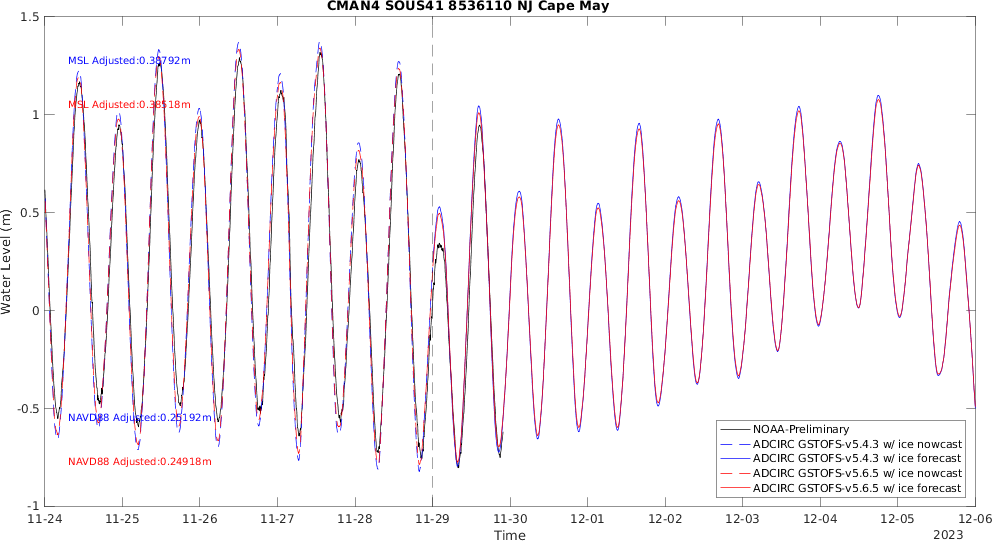 CMAN4 SOUS41 8536110 NJ Cape May
1.5
MSL Adjusted:0.38792m
MSL Adjusted:0.38518m
1
0.5
Water Level (m)
0
-0.5
NAVD88 Adjusted:0.25192m
NAVD88 Adjusted:0.24918m
-1
NOAA-Preliminary
ADCIRC GSTOFS-v5.4.3 w/ ice nowcast
ADCIRC GSTOFS-v5.4.3 w/ ice forecast
ADCIRC GSTOFS-v5.6.5 w/ ice nowcast
ADCIRC GSTOFS-v5.6.5 w/ ice forecast
11-24 11-25 11-26 11-27 11-28 11-29 11-30 12-01 12-02 12-03 12-04 12-05 12-06
Time
2023